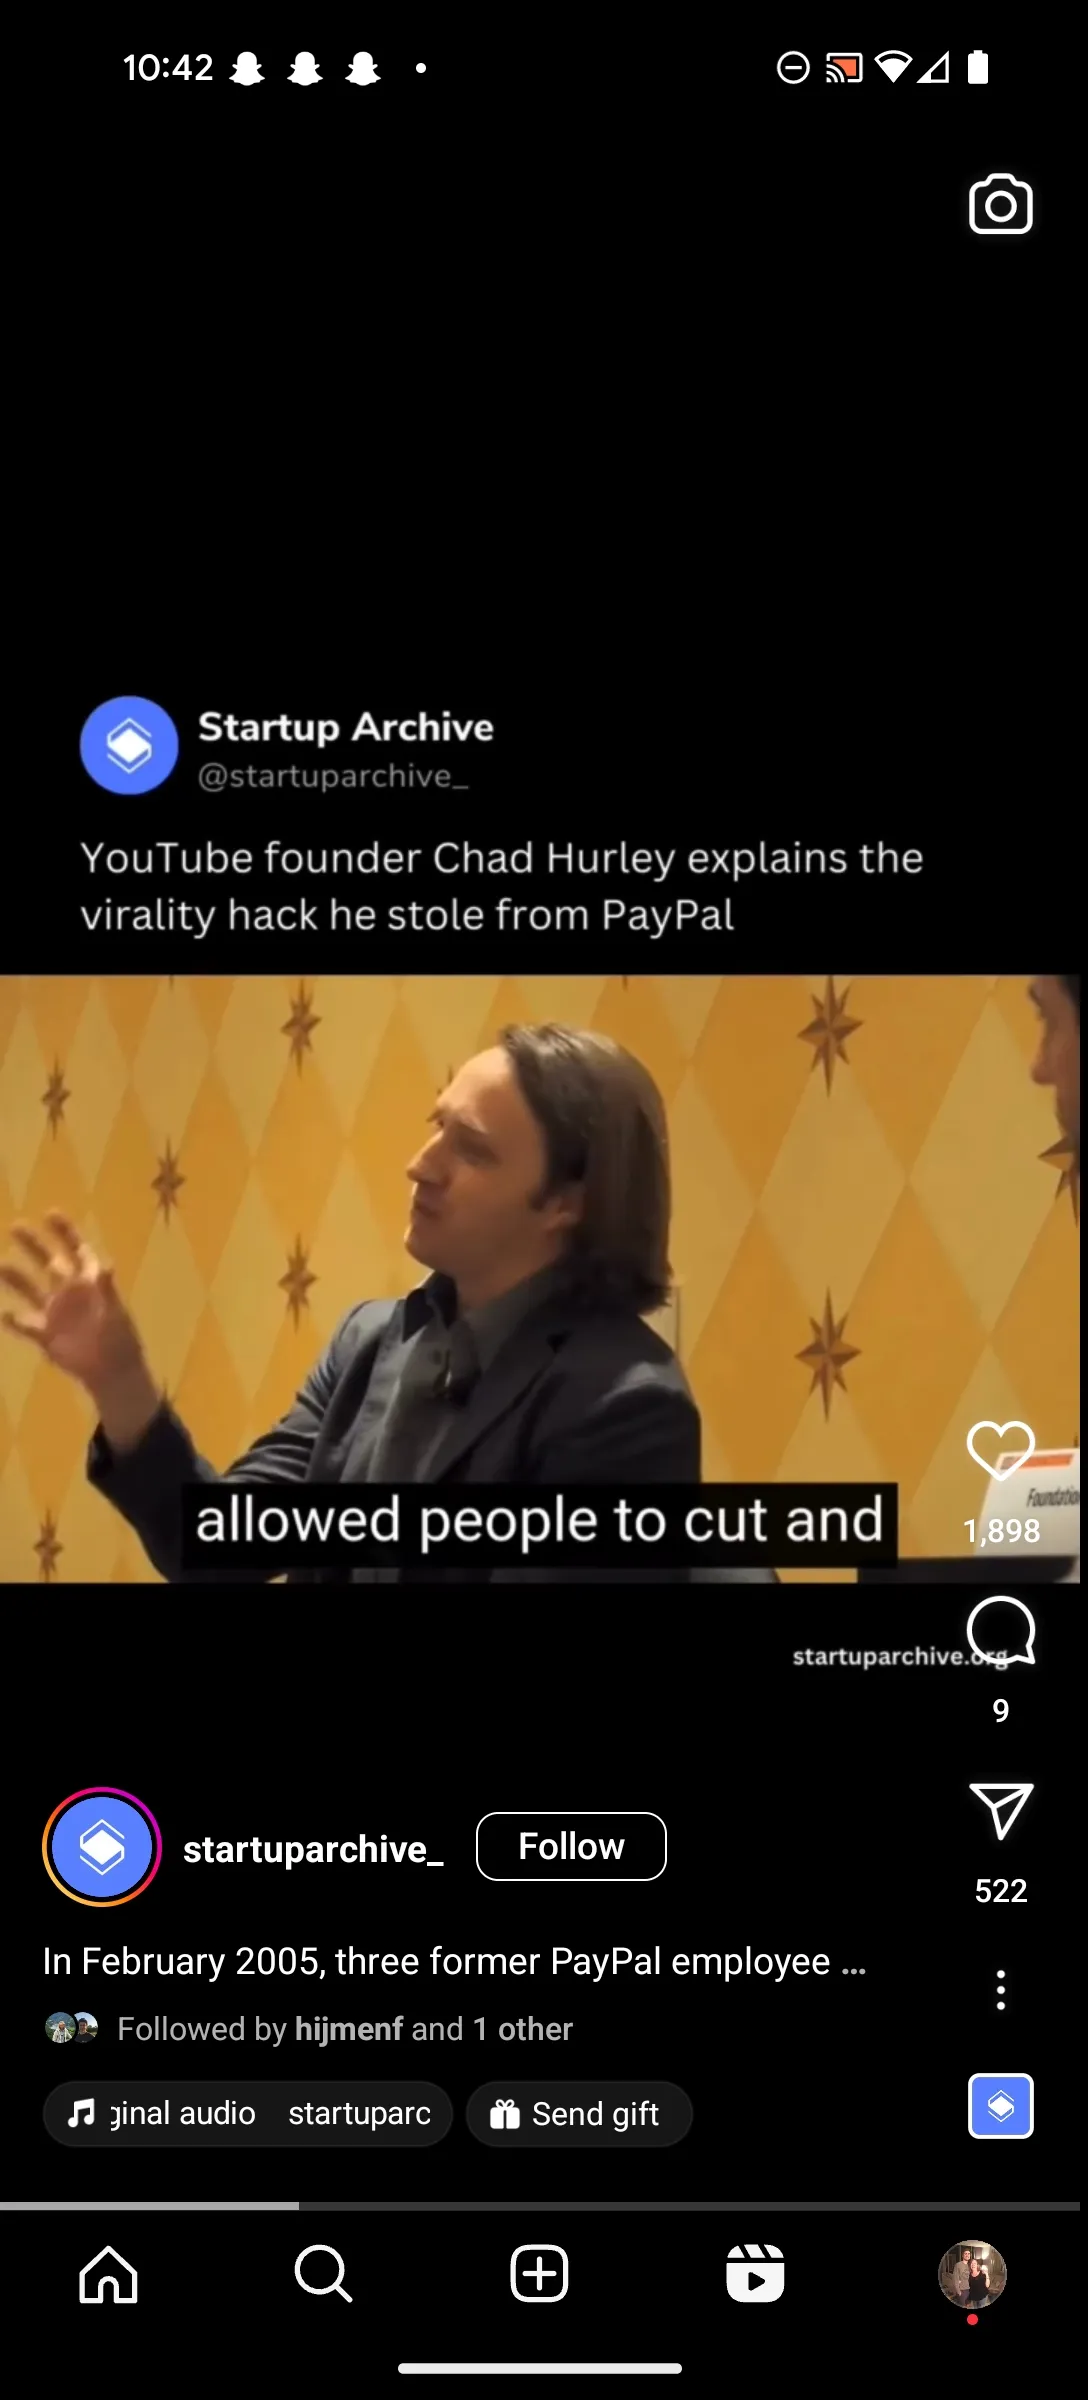 10:42
Startup Archive
@startuparchive_
YouTube founder Chad Hurley explains the
virality hack he stole from PayPal
allowed people to cut and
Foundation
1,898
startuparchive.org
9
startuparchive_
Follow
522
In February 2005, three former PayPal employee ...
Followed by hijmenf and 1 other
ginal audio startuparc
Send gift